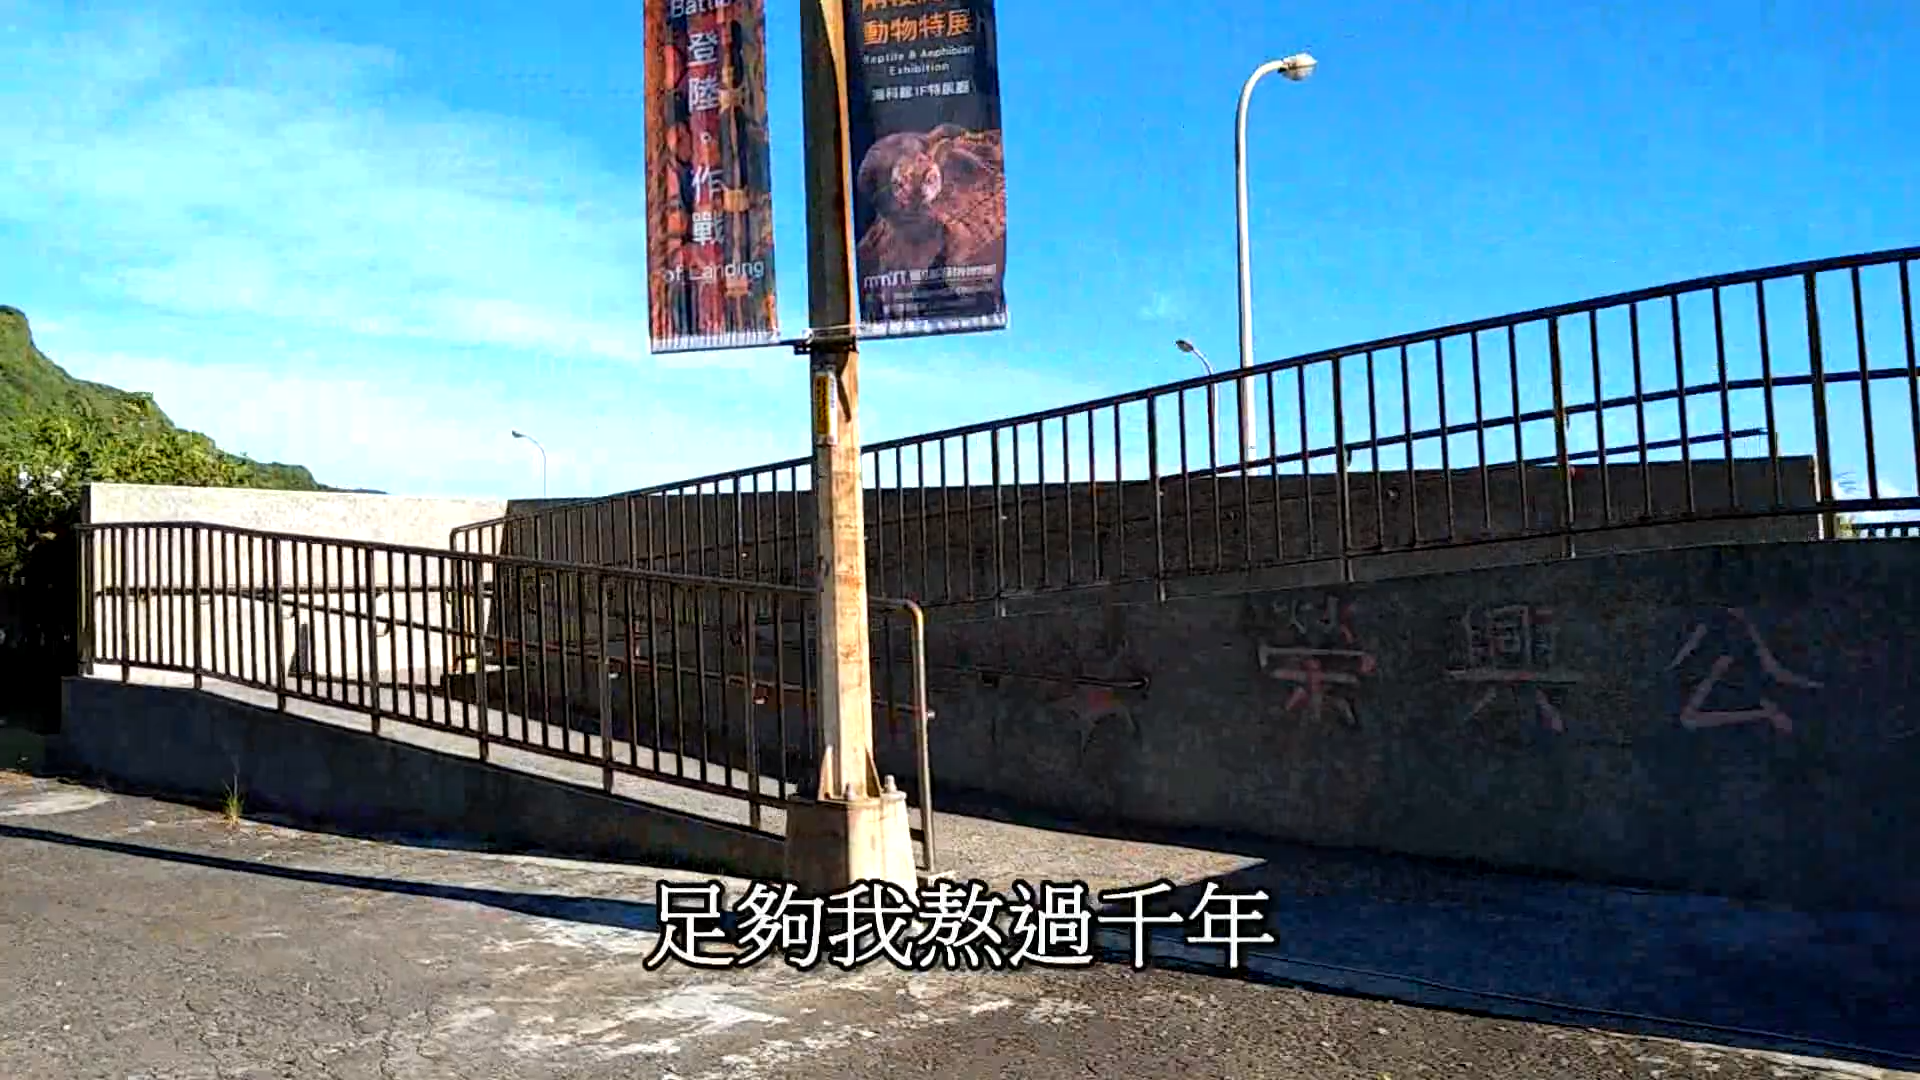 Battle
登陸。作戰
of Landing
動物特展
Reptile & Amphibian
Exhibition
海科館1F特展廳
榮興公
足夠我熬過千年